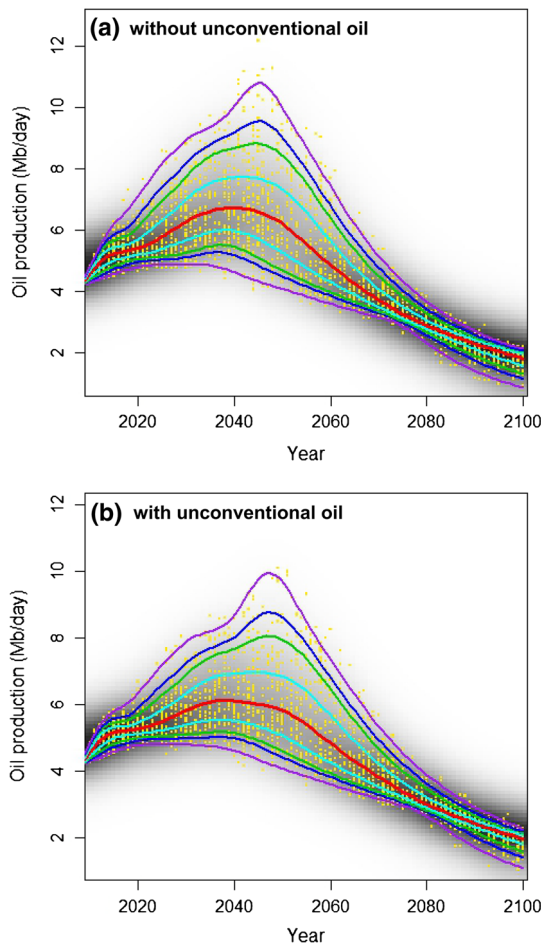 (a) without unconventional oil
Oil production (Mb/day)
12
10
8
6
4
2
2020 2040 2060 2080 2100
Year
(b) with unconventional oil
Oil production (Mb/day)
12
10
8
6
4
2
2020 2040 2060 2080 2100
Year